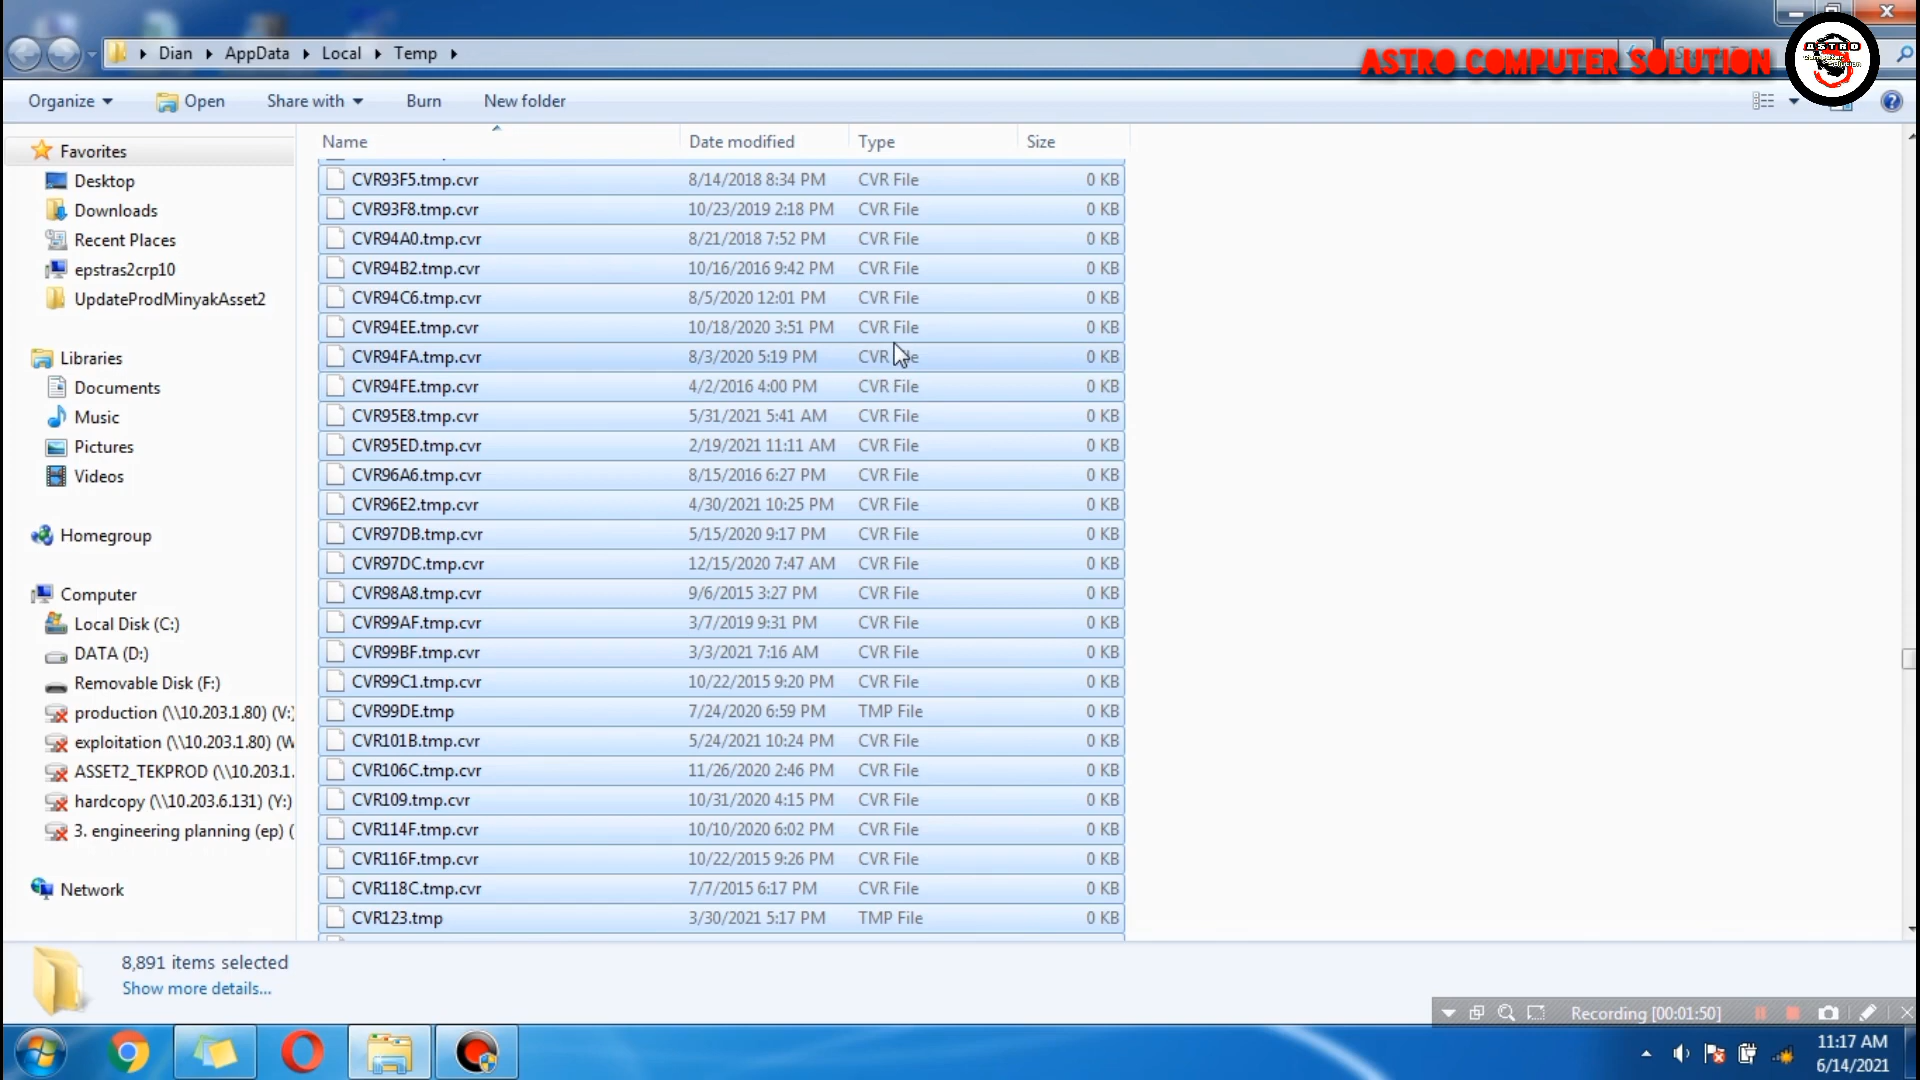 Dian AppData Local Temp
ASTRO COMPUTER SOLUTION
ASTRO
Organize Open Share with Burn New folder
Name Date modified Type Size
Favorites
Desktop
Downloads
Recent Places
epstras2crp10
UpdateProdMinyakAsset2
Libraries
Documents
Music
Pictures
Videos
Homegroup
Computer
Local Disk (C:)
DATA (D:)
Removable Disk (F:)
production (\\10.203.1.80) (V:)
exploitation (\\10.203.1.80) (W
ASSET2_TEKPROD (\\10.203.1.
hardcopy (\\10.203.6.131) (Y:)
3. engineering planning (ep) (
Network
CVR93F5.tmp.cvr 8/14/2018 8:34 PM CVR File 0 KB
CVR93F8.tmp.cvr 10/23/2019 2:18 PM CVR File 0 KB
CVR94A0.tmp.cvr 8/21/2018 7:52 PM CVR File 0 KB
CVR94B2.tmp.cvr 10/16/2016 9:42 PM CVR File 0 KB
CVR94C6.tmp.cvr 8/5/2020 12:01 PM CVR File 0 KB
CVR94EE.tmp.cvr 10/18/2020 3:51 PM CVR File 0 KB
CVR94FA.tmp.cvr 8/3/2020 5:19 PM CVR File 0 KB
CVR94FE.tmp.cvr 4/2/2016 4:00 PM CVR File 0 KB
CVR95E8.tmp.cvr 5/31/2021 5:41 AM CVR File 0 KB
CVR95ED.tmp.cvr 2/19/2021 11:11 AM CVR File 0 KB
CVR96A6.tmp.cvr 8/15/2016 6:27 PM CVR File 0 KB
CVR96E2.tmp.cvr 4/30/2021 10:25 PM CVR File 0 KB
CVR97DB.tmp.cvr 5/15/2020 9:17 PM CVR File 0 KB
CVR97DC.tmp.cvr 12/15/2020 7:47 AM CVR File 0 KB
CVR98A8.tmp.cvr 9/6/2015 3:27 PM CVR File 0 KB
CVR99AF.tmp.cvr 3/7/2019 9:31 PM CVR File 0 KB
CVR99BF.tmp.cvr 3/3/2021 7:16 AM CVR File 0 KB
CVR99C1.tmp.cvr 10/22/2015 9:20 PM CVR File 0 KB
CVR99DE.tmp 7/24/2020 6:59 PM TMP File 0 KB
CVR101B.tmp.cvr 5/24/2021 10:24 PM CVR File 0 KB
CVR106C.tmp.cvr 11/26/2020 2:46 PM CVR File 0 KB
CVR109.tmp.cvr 10/31/2020 4:15 PM CVR File 0 KB
CVR114F.tmp.cvr 10/10/2020 6:02 PM CVR File 0 KB
CVR116F.tmp.cvr 10/22/2015 9:26 PM CVR File 0 KB
CVR118C.tmp.cvr 7/7/2015 6:17 PM CVR File 0 KB
CVR123.tmp 3/30/2021 5:17 PM TMP File 0 KB
8,891 items selected
Show more details...
Recording [00:01:50]
11:17 AM
6/14/2021